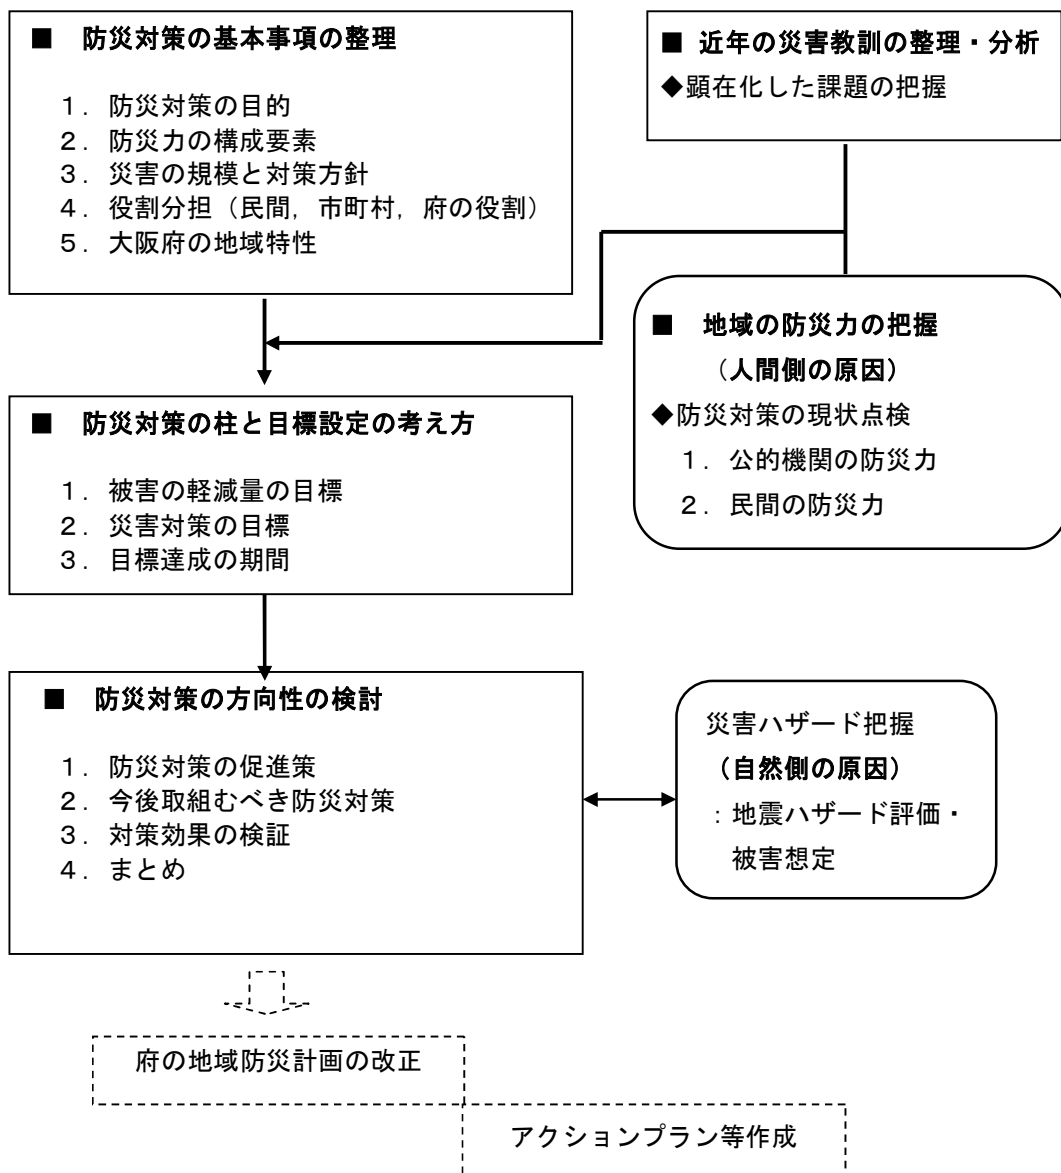 ■ 防災対策の基本事項の整理
１．防災対策の目的
２．防災力の構成要素
３．災害の規模と対策方針
４．役割分担（民間，市町村，府の役割）
５．大阪府の地域特性
■ 近年の災害教訓の整理・分析
◆顕在化した課題の把握
■ 地域の防災力の把握
（人間側の原因）
◆防災対策の現状点検
１．公的機関の防災力
２．民間の防災力
■ 防災対策の柱と目標設定の考え方
１．被害の軽減量の目標
２．災害対策の目標
３．目標達成の期間
■ 防災対策の方向性の検討
１．防災対策の促進策
２．今後取組むべき防災対策
３．対策効果の検証
４．まとめ
災害ハザード把握
（自然側の原因）
：地震ハザード評価・
被害想定
府の地域防災計画の改正
アクションプラン等作成